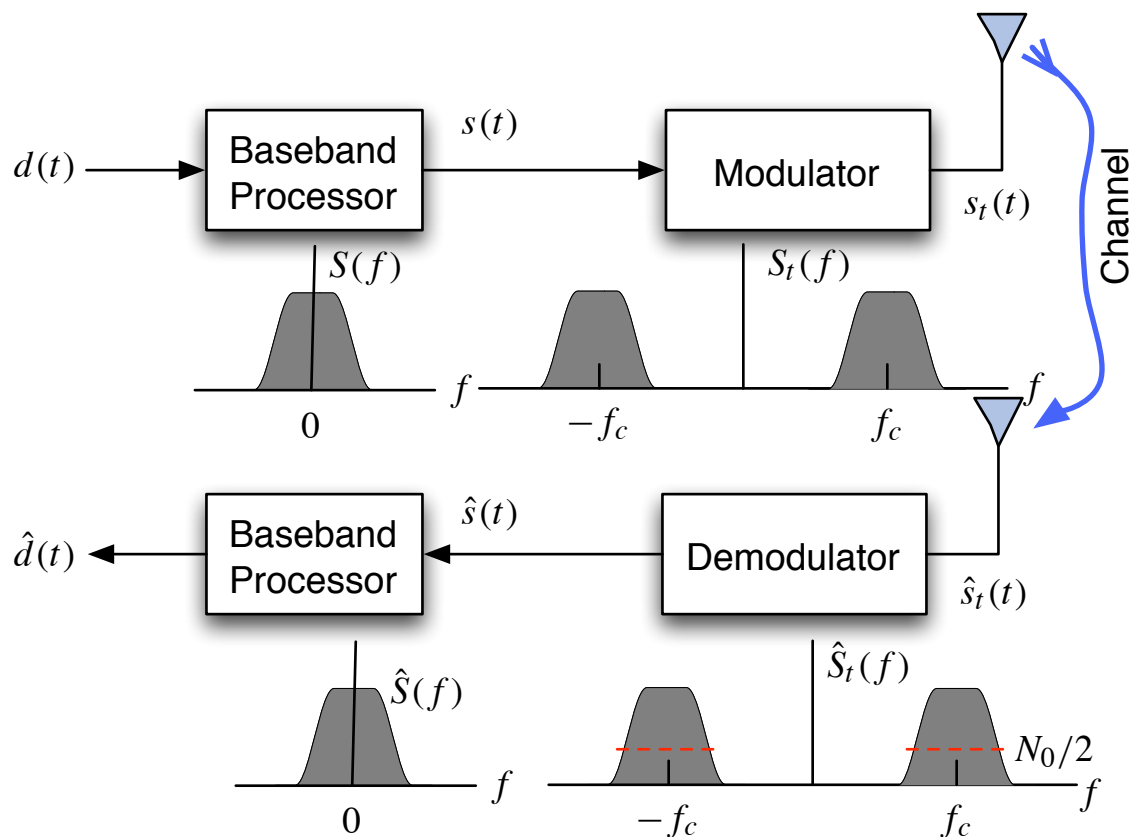 d(t)
Baseband
Processor
s(t)
Modulator
s_t(t)
Channel
S(f)
S_t(f)
f
f
0
−f_c
f_c
d̂(t)
Baseband
Processor
ŝ(t)
Demodulator
ŝ_t(t)
Ŝ(f)
Ŝ_t(f)
N_0/2
f
f
0
−f_c
f_c